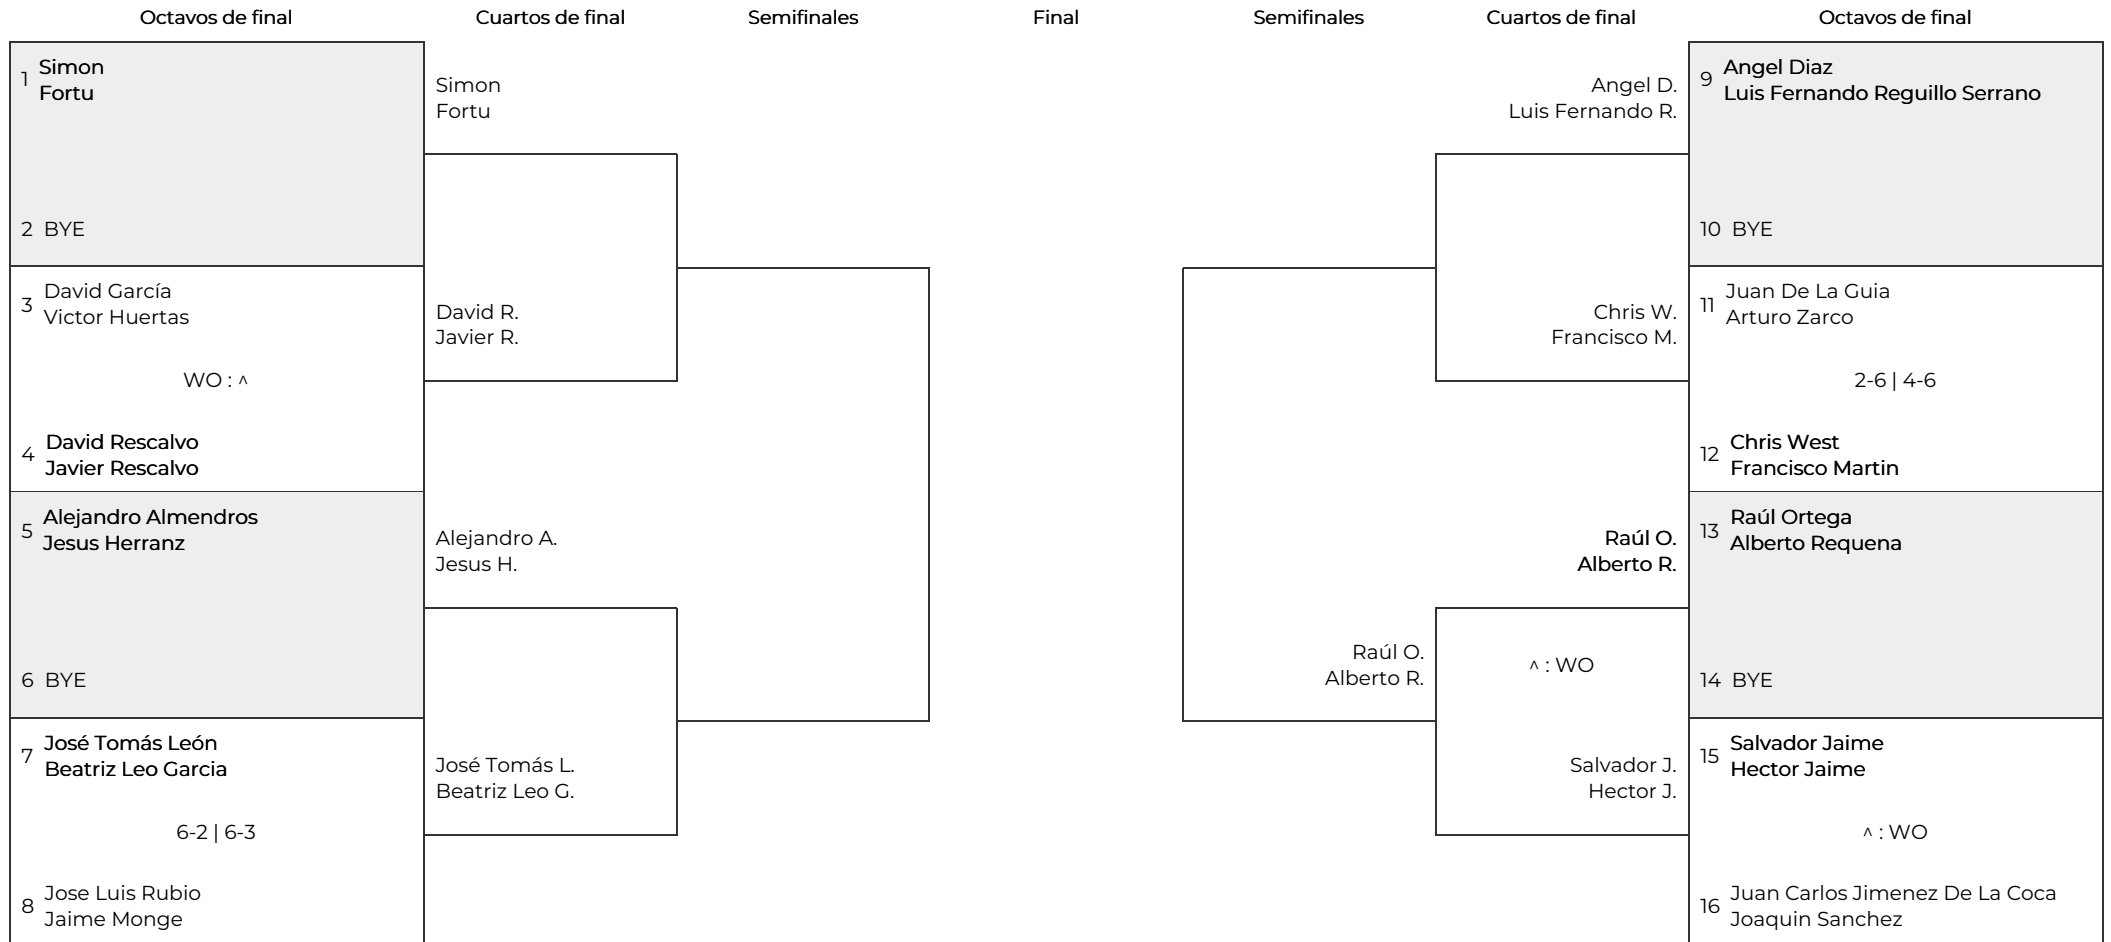 Octavos de final
Cuartos de final
Semifinales
Final
Semifinales
Cuartos de final
Octavos de final
1 Simon
Fortu
2 BYE
3 David García
Victor Huertas
WO : ^
4 David Rescalvo
Javier Rescalvo
5 Alejandro Almendros
Jesus Herranz
6 BYE
7 José Tomás León
Beatriz Leo Garcia
6-2 | 6-3
8 Jose Luis Rubio
Jaime Monge
Simon
Fortu
David R.
Javier R.
Alejandro A.
Jesus H.
José Tomás L.
Beatriz Leo G.
Raúl O.
Alberto R.
Angel D.
Luis Fernando R.
Chris W.
Francisco M.
Raúl O.
Alberto R.
^ : WO
Salvador J.
Hector J.
9 Angel Diaz
Luis Fernando Reguillo Serrano
10 BYE
11 Juan De La Guia
Arturo Zarco
2-6 | 4-6
12 Chris West
Francisco Martin
13 Raúl Ortega
Alberto Requena
14 BYE
15 Salvador Jaime
Hector Jaime
^ : WO
16 Juan Carlos Jimenez De La Coca
Joaquin Sanchez